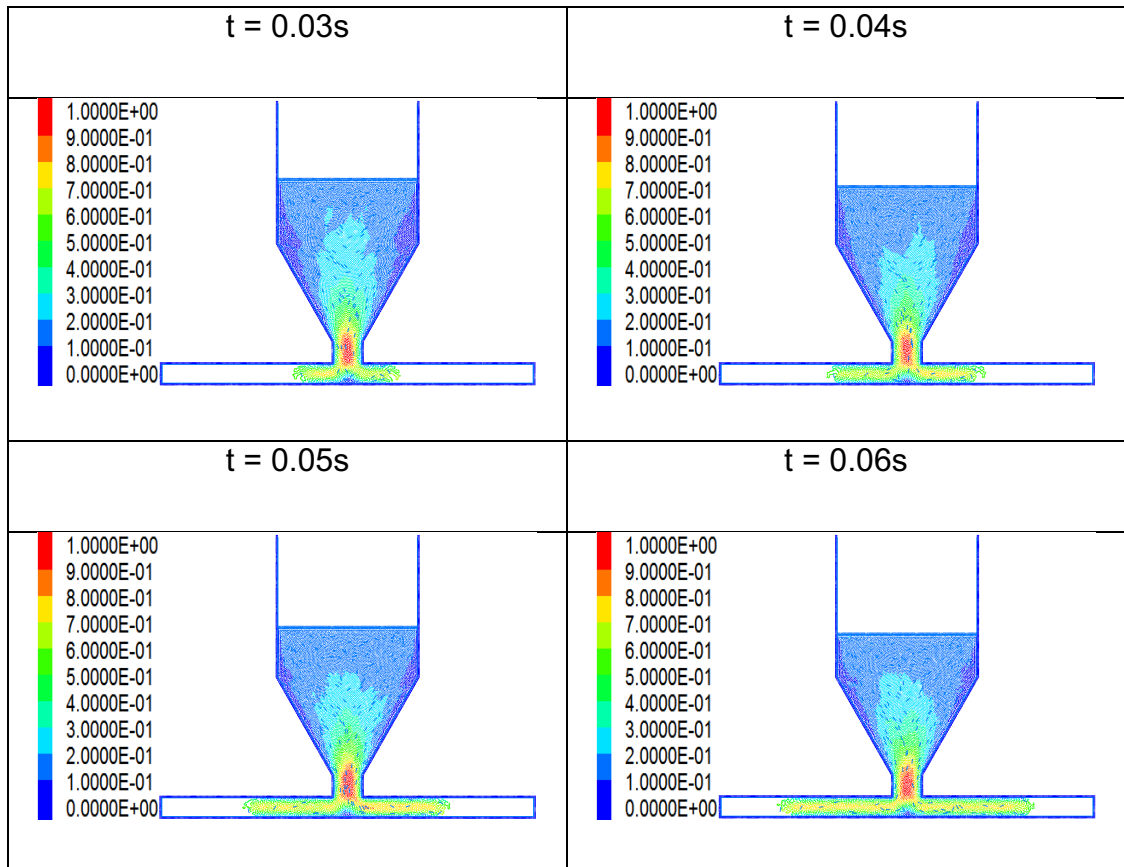 t = 0.03s
t = 0.04s
1.0000E+00
9.0000E-01
8.0000E-01
7.0000E-01
6.0000E-01
5.0000E-01
4.0000E-01
3.0000E-01
2.0000E-01
1.0000E-01
0.0000E+00
1.0000E+00
9.0000E-01
8.0000E-01
7.0000E-01
6.0000E-01
5.0000E-01
4.0000E-01
3.0000E-01
2.0000E-01
1.0000E-01
0.0000E+00
t = 0.05s
t = 0.06s
1.0000E+00
9.0000E-01
8.0000E-01
7.0000E-01
6.0000E-01
5.0000E-01
4.0000E-01
3.0000E-01
2.0000E-01
1.0000E-01
0.0000E+00
1.0000E+00
9.0000E-01
8.0000E-01
7.0000E-01
6.0000E-01
5.0000E-01
4.0000E-01
3.0000E-01
2.0000E-01
1.0000E-01
0.0000E+00